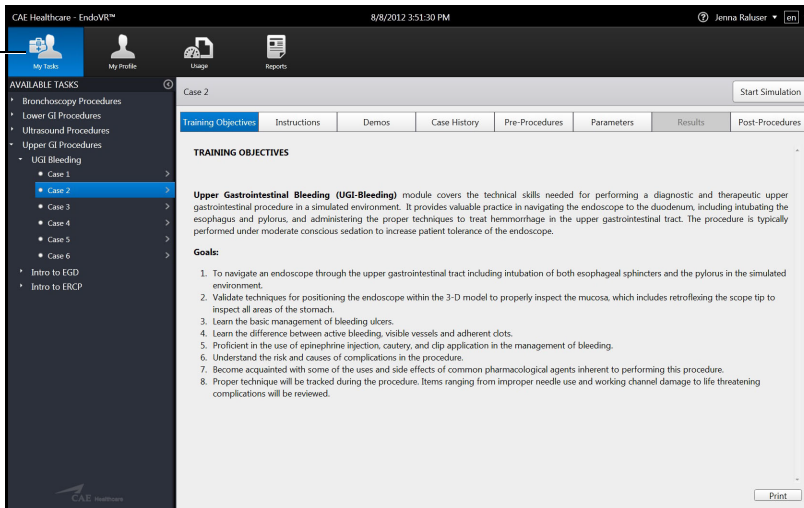 CAE Healthcare - EndoVR™
8/8/2012 3:51:30 PM
Jenna Raluser
en
My Tasks
My Profile
Usage
Reports
AVAILABLE TASKS
Bronchoscopy Procedures
Lower GI Procedures
Ultrasound Procedures
Upper GI Procedures
UGI Bleeding
Case 1
Case 2
Case 3
Case 4
Case 5
Case 6
Intro to EGD
Intro to ERCP
CAE Healthcare
Case 2
Start Simulation
Training Objectives
Instructions
Demos
Case History
Pre-Procedures
Parameters
Results
Post-Procedures
TRAINING OBJECTIVES
Upper Gastrointestinal Bleeding (UGI-Bleeding) module covers the technical skills needed for performing a diagnostic and therapeutic upper
gastrointestinal procedure in a simulated environment. It provides valuable practice in navigating the endoscope to the duodenum, including intubating the
esophagus and pylorus, and administering the proper techniques to treat hemmorrhage in the upper gastrointestinal tract. The procedure is typically
performed under moderate conscious sedation to increase patient tolerance of the endoscope.
Goals:
1. To navigate an endoscope through the upper gastrointestinal tract including intubation of both esophageal sphincters and the pylorus in the simulated
environment.
2. Validate techniques for positioning the endoscope within the 3-D model to properly inspect the mucosa, which includes retroflexing the scope tip to
inspect all areas of the stomach.
3. Learn the basic management of bleeding ulcers.
4. Learn the difference between active bleeding, visible vessels and adherent clots.
5. Proficient in the use of epinephrine injection, cautery, and clip application in the management of bleeding.
6. Understand the risk and causes of complications in the procedure.
7. Become acquainted with some of the uses and side effects of common pharmacological agents inherent to performing this procedure.
8. Proper technique will be tracked during the procedure. Items ranging from improper needle use and working channel damage to life threatening
complications will be reviewed.
Print